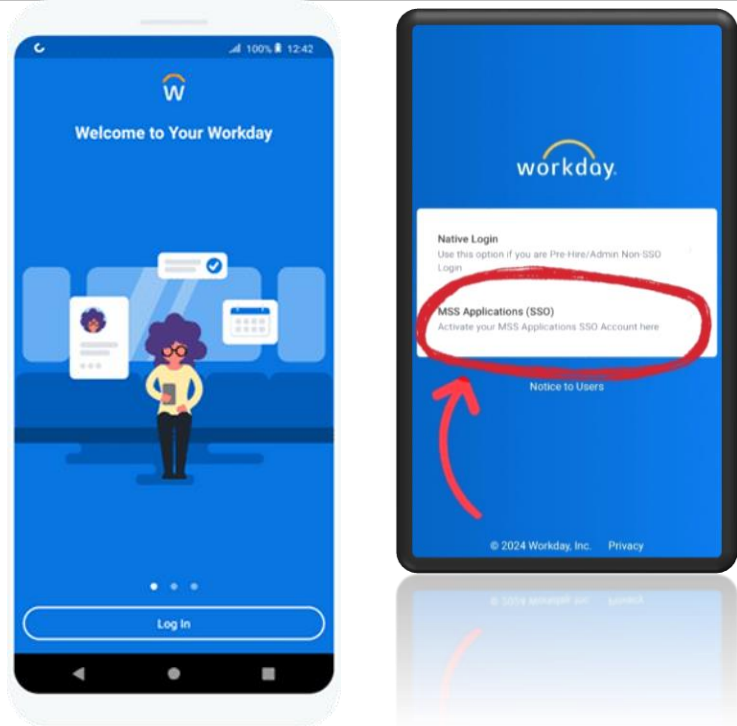 100% 12:42
W
Welcome to Your Workday
Log In
workday.
Native Login
Use this option if you are Pre-Hire/Admin Non-SSO
Login
MSS Applications (SSO)
Activate your MSS Applications SSO Account here
Notice to Users
© 2024 Workday, Inc. Privacy